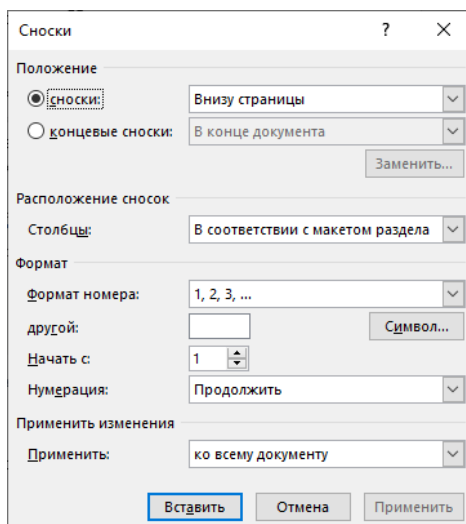 Сноски ?
Положение
сноски: Внизу страницы
концевые сноски: В конце документа
Заменить...
Расположение сносок
Столбцы: В соответствии с макетом раздела
Формат
Формат номера: 1, 2, 3, ...
другой: Символ...
Начать с: 1
Нумерация: Продолжить
Применить изменения
Применить: ко всему документу
Вставить Отмена Применить